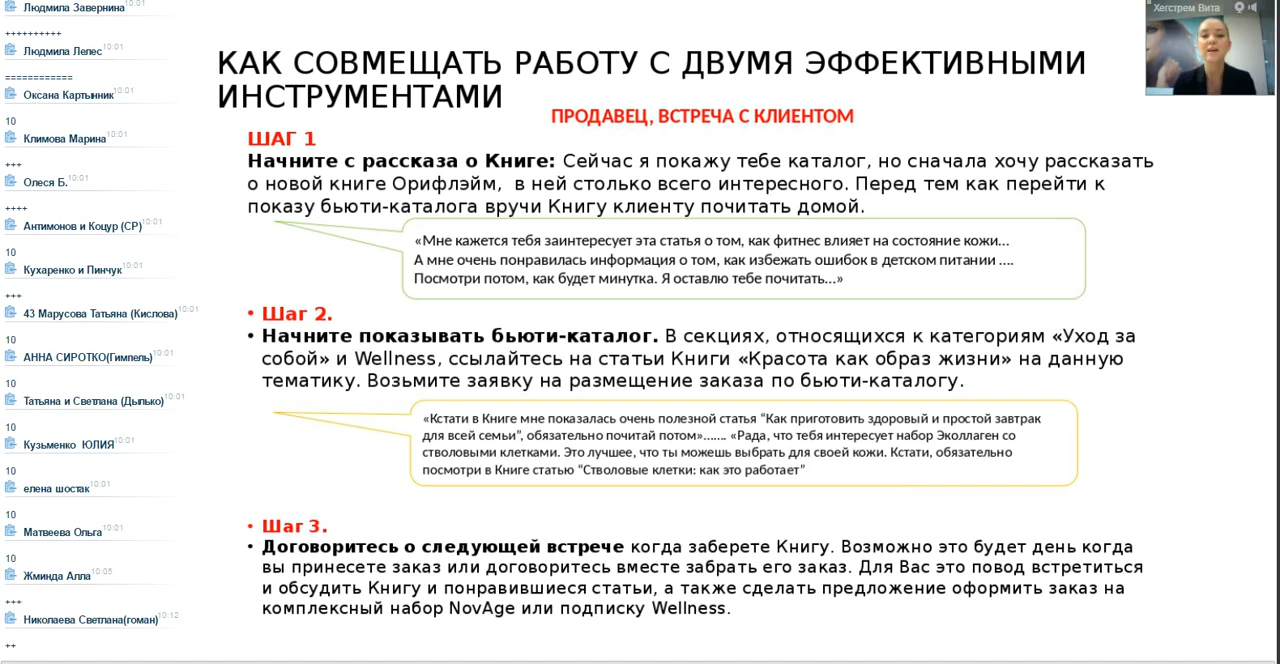 Людмила Завернина 10:01
++++++++++
Людмила Лелес 10:01
============
Оксана Картынник 10:01
10
Климова Марина 10:01
+++
Олеся Б. 10:01
++++
Антимонов и Коцур (СР) 10:01
10
Кухаренко и Пинчук 10:01
+++
43 Марусова Татьяна (Кислова) 10:01
10
АННА СИРОТКО(Гимпель) 10:01
10
Татьяна и Светлана (Дылько) 10:01
10
Кузьменко ЮЛИЯ 10:01
10
елена шостак 10:01
10
Матвеева Ольга 10:01
10
Жминда Алла 10:05
+++
Николаева Светлана(гоман) 10:12
++
Хегстрем Вита
КАК СОВМЕЩАТЬ РАБОТУ С ДВУМЯ ЭФФЕКТИВНЫМИ
ИНСТРУМЕНТАМИ
ПРОДАВЕЦ, ВСТРЕЧА С КЛИЕНТОМ
ШАГ 1
Начните с рассказа о Книге: Сейчас я покажу тебе каталог, но сначала хочу рассказать
о новой книге Орифлэйм, в ней столько всего интересного. Перед тем как перейти к
показу бьюти-каталога вручи Книгу клиенту почитать домой.
«Мне кажется тебя заинтересует эта статья о том, как фитнес влияет на состояние кожи…
А мне очень понравилась информация о том, как избежать ошибок в детском питании ….
Посмотри потом, как будет минутка. Я оставлю тебе почитать…»
• Шаг 2.
• Начните показывать бьюти-каталог. В секциях, относящихся к категориям «Уход за
собой» и Wellness, ссылайтесь на статьи Книги «Красота как образ жизни» на данную
тематику. Возьмите заявку на размещение заказа по бьюти-каталогу.
«Кстати в Книге мне показалась очень полезной статья “Как приготовить здоровый и простой завтрак
для всей семьи”, обязательно почитай потом»……. «Рада, что тебя интересует набор Эколлаген со
стволовыми клетками. Это лучшее, что ты можешь выбрать для своей кожи. Кстати, обязательно
посмотри в Книге статью “Стволовые клетки: как это работает”
• Шаг 3.
• Договоритесь о следующей встрече когда заберете Книгу. Возможно это будет день когда
вы принесете заказ или договоритесь вместе забрать его заказ. Для Вас это повод встретиться
и обсудить Книгу и понравившиеся статьи, а также сделать предложение оформить заказ на
комплексный набор NovAge или подписку Wellness.